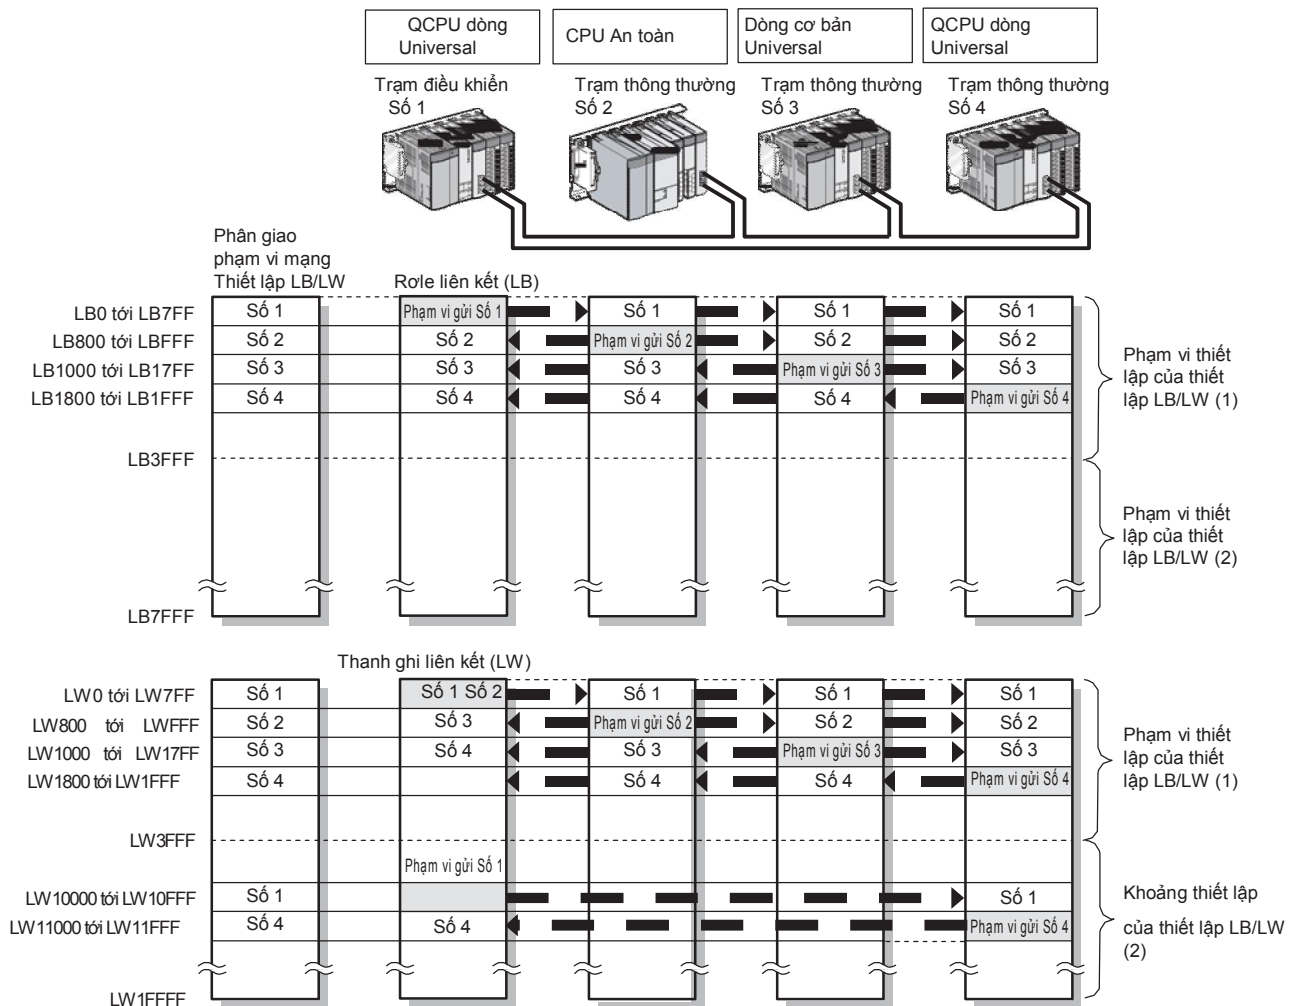 QCPU dòng
Universal
CPU An toàn
Dòng cơ bản
Universal
QCPU dòng
Universal
Trạm điều khiển
Số 1
Trạm thông thường
Số 2
Trạm thông thường
Số 3
Trạm thông thường
Số 4
Phân giao
phạm vi mạng
Thiết lập LB/LW
Rơle liên kết (LB)
LB0 tới LB7FF Số 1 Phạm vi gửi Số 1 Số 1 Số 1 Số 1
LB800 tới LBFFF Số 2 Số 2 Phạm vi gửi Số 2 Số 2 Số 2
LB1000 tới LB17FF Số 3 Số 3 Số 3 Phạm vi gửi Số 3 Số 3
LB1800 tới LB1FFF Số 4 Số 4 Số 4 Số 4 Phạm vi gửi Số 4
Phạm vi thiết
lập của thiết
lập LB/LW (1)
LB3FFF
Phạm vi thiết
lập của thiết
lập LB/LW (2)
LB7FFF
Thanh ghi liên kết (LW)
LW0 tới LW7FF Số 1 Số 1 Số 2 Số 1 Số 1 Số 1
LW800 tới LWFFF Số 2 Số 3 Phạm vi gửi Số 2 Số 2 Số 2
LW1000 tới LW17FF Số 3 Số 4 Số 3 Phạm vi gửi Số 3 Số 3
LW1800 tới LW1FFF Số 4 Số 4 Số 4 Phạm vi gửi Số 4
Phạm vi thiết
lập của thiết
lập LB/LW (1)
LW3FFF
Phạm vi gửi Số 1
LW10000 tới LW10FFF Số 1 Số 1
LW11000 tới LW11FFF Số 4 Số 4 Phạm vi gửi Số 4
Khoảng thiết lập
của thiết lập LB/LW
(2)
LW1FFFF